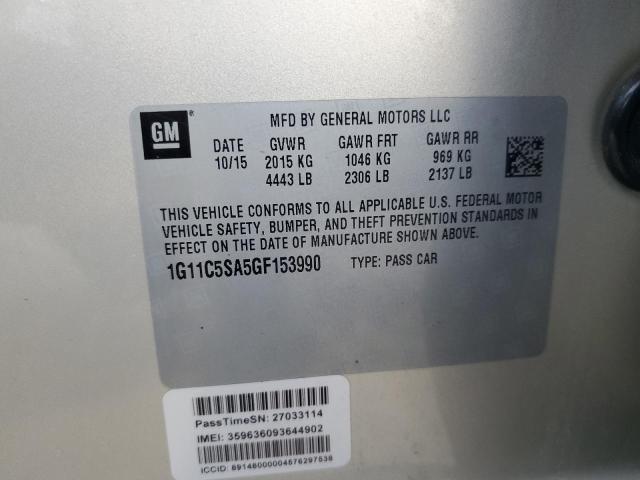 GM
MFD BY GENERAL MOTORS LLC
DATE GVWR GAWR FRT GAWR RR
10/15 2015 KG 1046 KG 969 KG
4443 LB 2306 LB 2137 LB
THIS VEHICLE CONFORMS TO ALL APPLICABLE U.S. FEDERAL MOTOR
VEHICLE SAFETY, BUMPER, AND THEFT PREVENTION STANDARDS IN
EFFECT ON THE DATE OF MANUFACTURE SHOWN ABOVE.
1G11C5SA5GF153990 TYPE: PASS CAR
PassTimeSN: 27033114
IMEI: 359636093644902
ICCID: 89148000004576297538